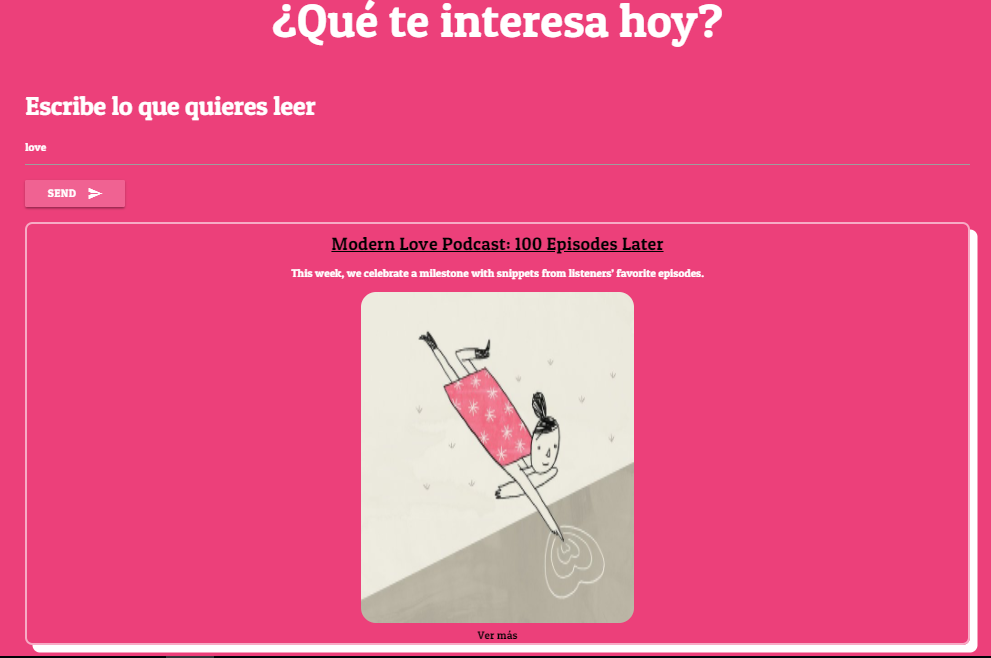 ¿Qué te interesa hoy?
Escribe lo que quieres leer
love
SEND
Modern Love Podcast: 100 Episodes Later
This week, we celebrate a milestone with snippets from listeners’ favorite episodes.
Ver más